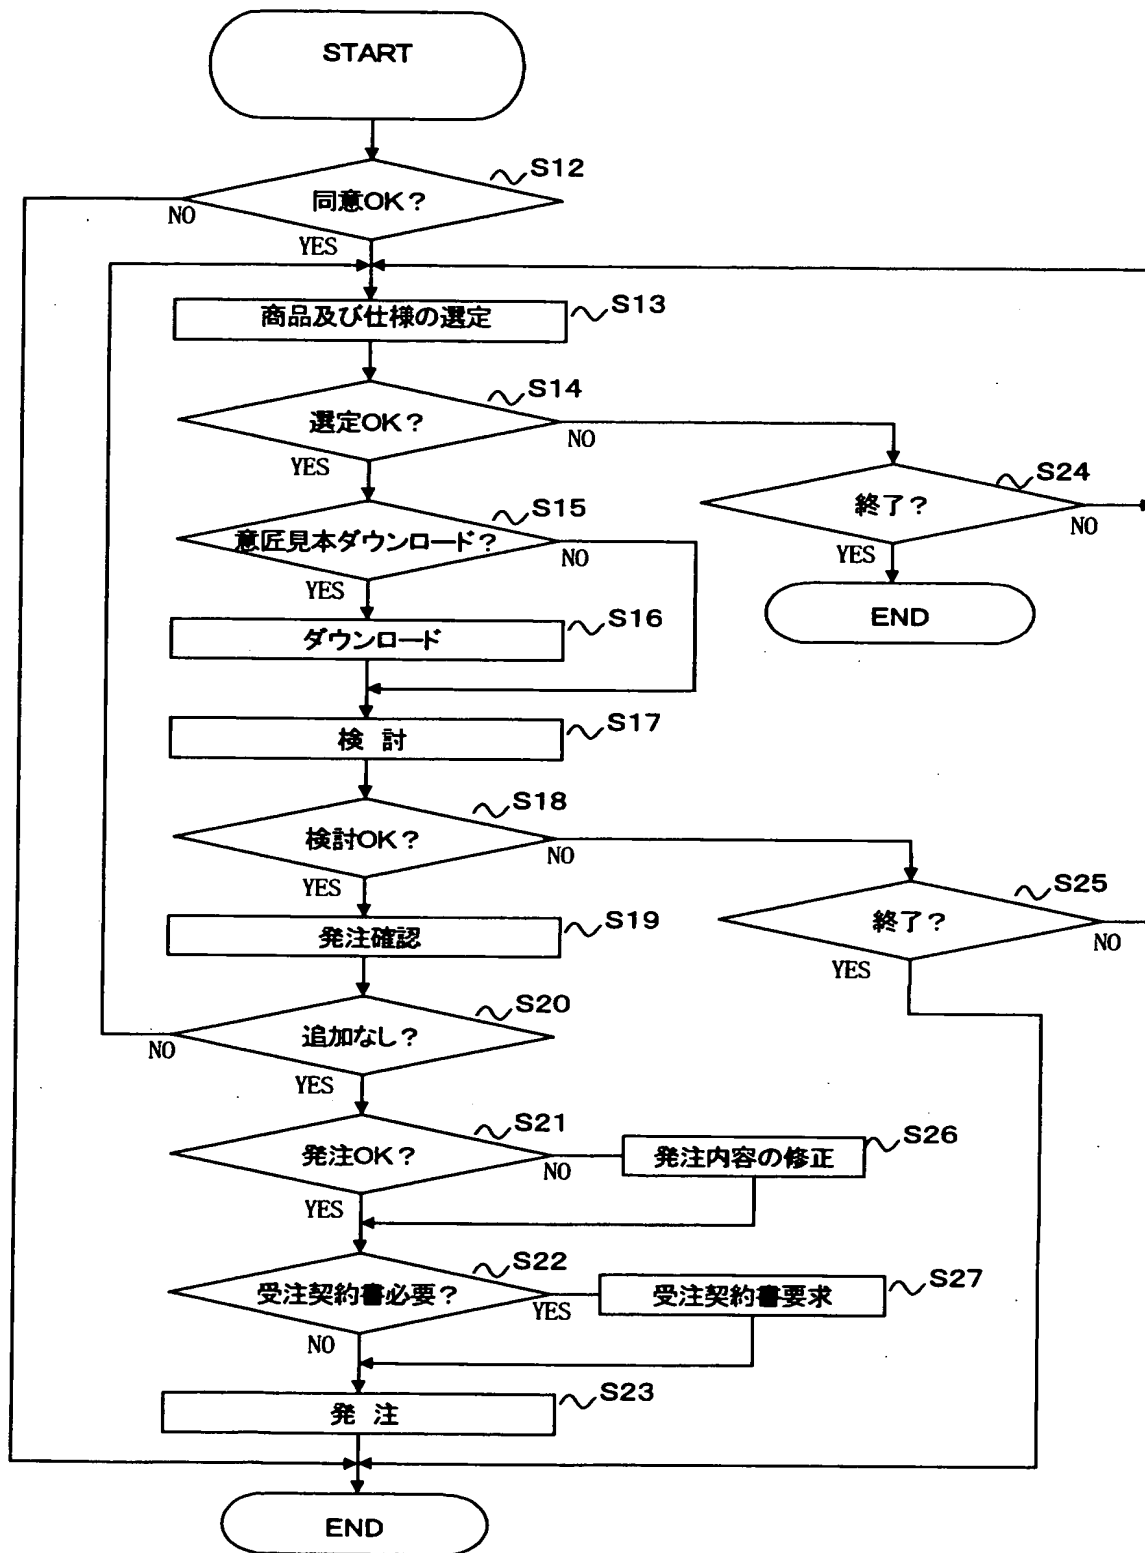 START
S12
同意OK？
NO
YES
商品及び仕様の選定
S13
S14
選定OK？
NO
YES
S24
終了？
NO
YES
END
S15
意匠見本ダウンロード？
NO
YES
ダウンロード
S16
検 討
S17
S18
検討OK？
NO
YES
S25
終了？
NO
YES
発注確認
S19
S20
追加なし？
NO
YES
S21
発注OK？
NO
YES
発注内容の修正
S26
S22
受注契約書必要？
YES
NO
受注契約書要求
S27
発 注
S23
END